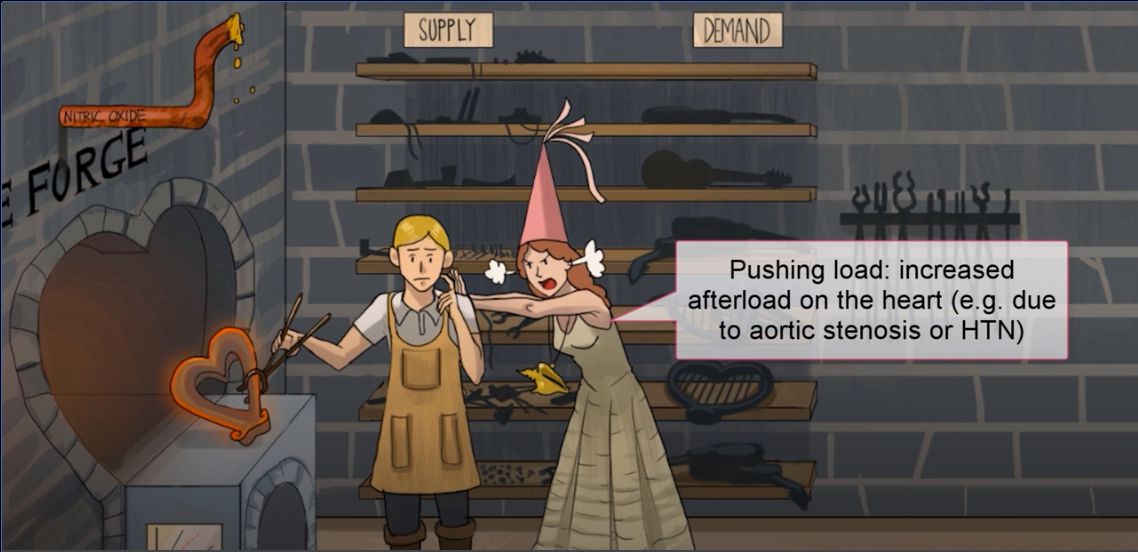 SUPPLY
DEMAND
NITRIC OXIDE
E FORGE
Pushing load: increased
afterload on the heart (e.g. due
to aortic stenosis or HTN)